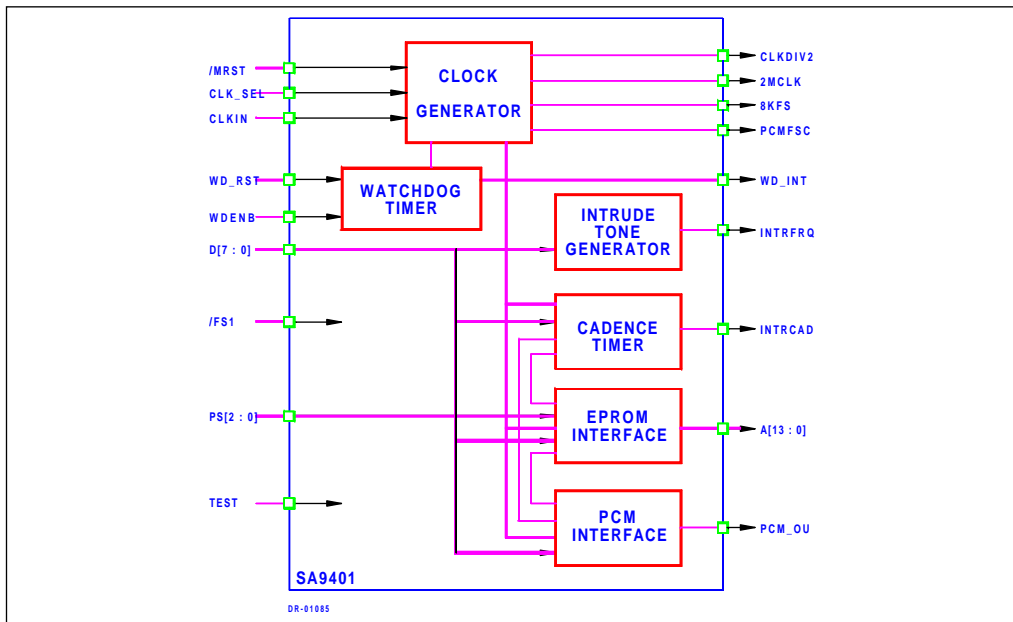 CLOCK
GENERATOR
/MRST
CLK_SEL
CLKIN
CLKDIV2
2MCLK
8KFS
PCMFSC
WD_RST
WDENB
WATCHDOG
TIMER
WD_INT
D[7 : 0]
INTRUDE
TONE
GENERATOR
INTRFRQ
/FS1
CADENCE
TIMER
INTRCAD
PS[2 : 0]
EPROM
INTERFACE
A[13 : 0]
TEST
PCM
INTERFACE
PCM_OU
SA9401
DR-01085